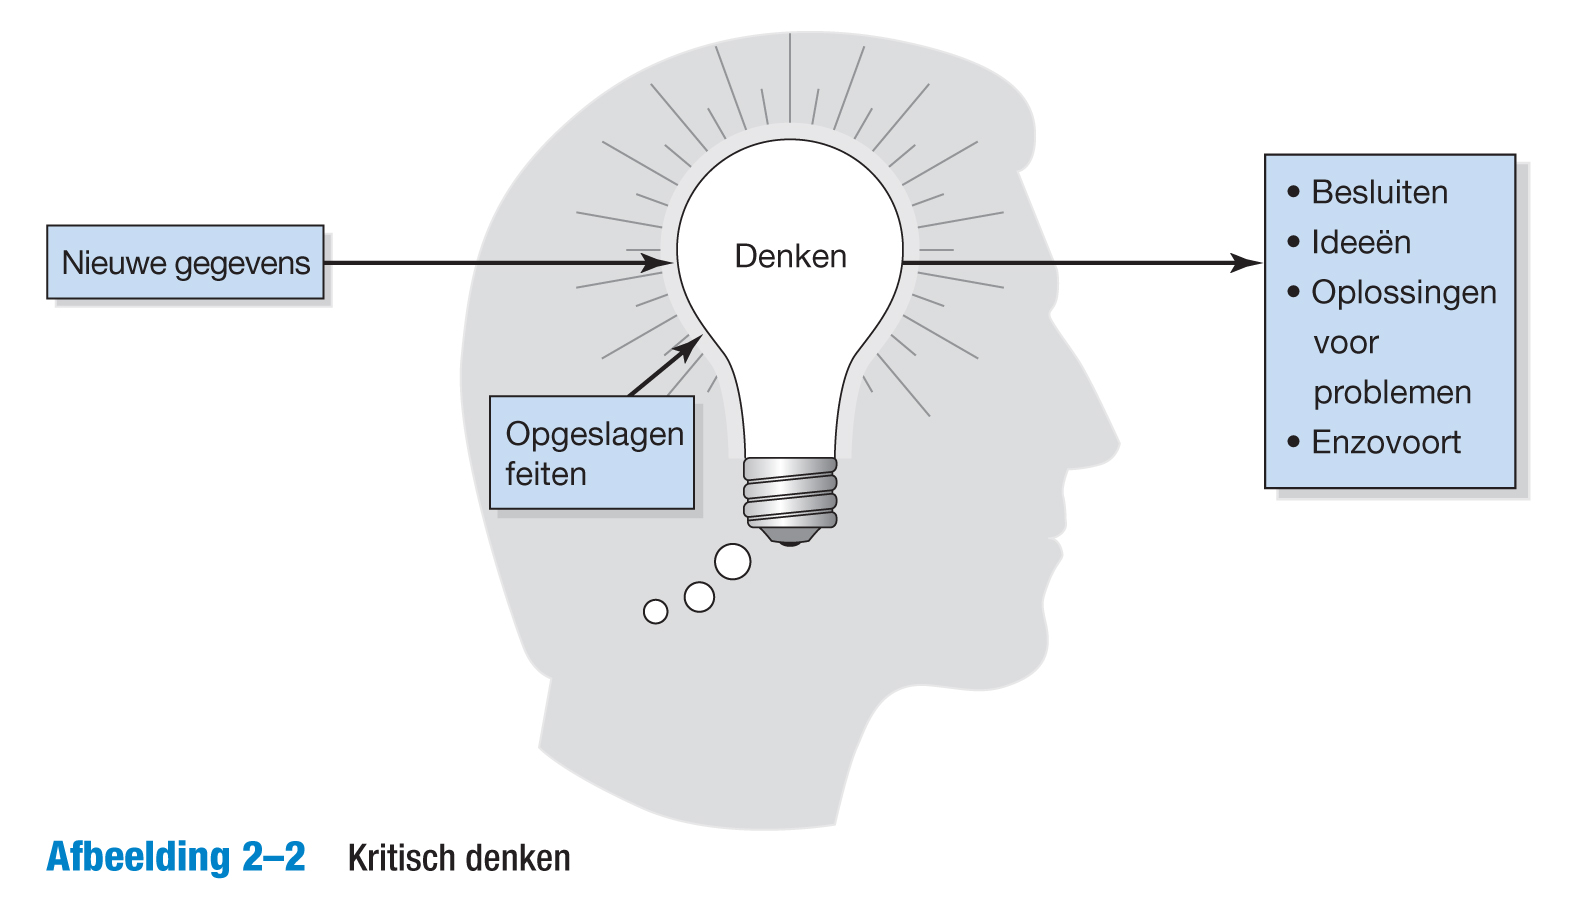 Nieuwe gegevens
Denken
Opgeslagen
feiten
• Besluiten
• Ideeën
• Oplossingen
voor
problemen
• Enzovoort
Afbeelding 2–2 Kritisch denken